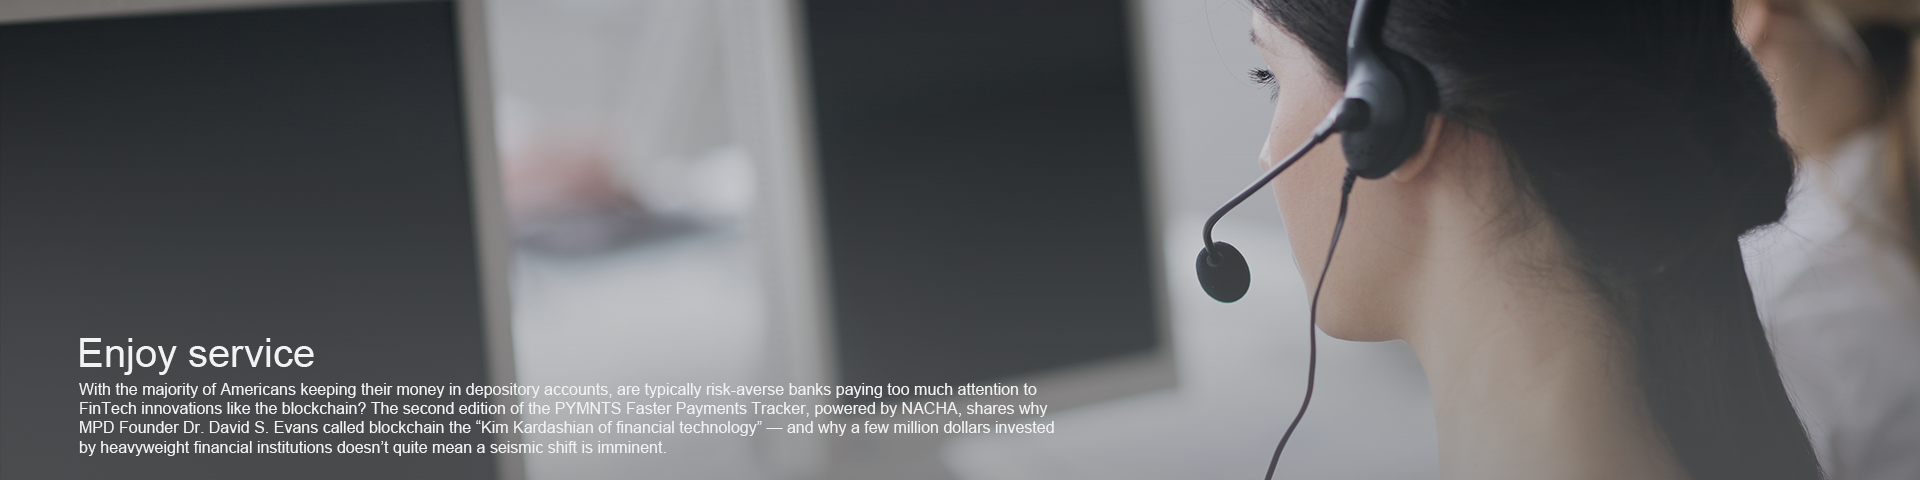 Enjoy service
With the majority of Americans keeping their money in depository accounts, are typically risk-averse banks paying too much attention to
FinTech innovations like the blockchain? The second edition of the PYMNTS Faster Payments Tracker, powered by NACHA, shares why
MPD Founder Dr. David S. Evans called blockchain the “Kim Kardashian of financial technology” — and why a few million dollars invested
by heavyweight financial institutions doesn’t quite mean a seismic shift is imminent.